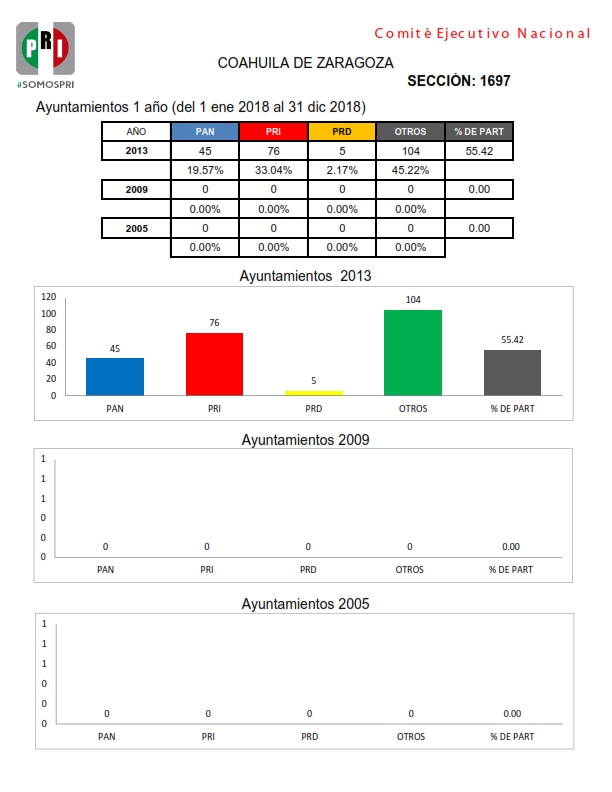 PRI
#SOMOSPRI
Comité Ejecutivo Nacional
COAHUILA DE ZARAGOZA
SECCIÓN: 1697
Ayuntamientos 1 año (del 1 ene 2018 al 31 dic 2018)
AÑO PAN PRI PRD OTROS % DE PART
2013 45 76 5 104 55.42
19.57% 33.04% 2.17% 45.22%
2009 0 0 0 0 0.00
0.00% 0.00% 0.00% 0.00%
2005 0 0 0 0 0.00
0.00% 0.00% 0.00% 0.00%
Ayuntamientos 2013
120
100
80
60
40
20
0
45 76 5 104 55.42
PAN PRI PRD OTROS % DE PART
Ayuntamientos 2009
1
1
1
0
0
0
0 0 0 0 0.00
PAN PRI PRD OTROS % DE PART
Ayuntamientos 2005
1
1
1
0
0
0
0 0 0 0 0.00
PAN PRI PRD OTROS % DE PART